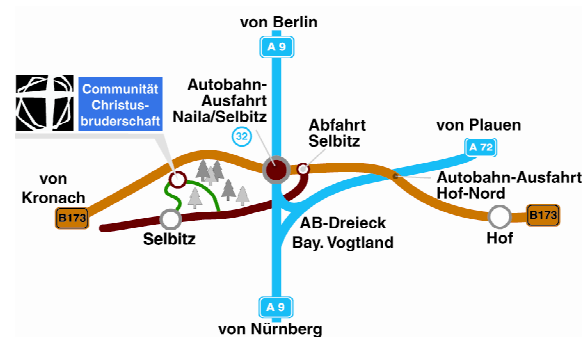 von Berlin
A 9
Communität
Christus-
bruderschaft
Autobahn-
Ausfahrt
Naila/Selbitz
32
Abfahrt
Selbitz
von Plauen
A 72
von
Kronach
B173
Autobahn-Ausfahrt
Hof-Nord
Selbitz
AB-Dreieck
Bay. Vogtland
Hof
B173
A 9
von Nürnberg